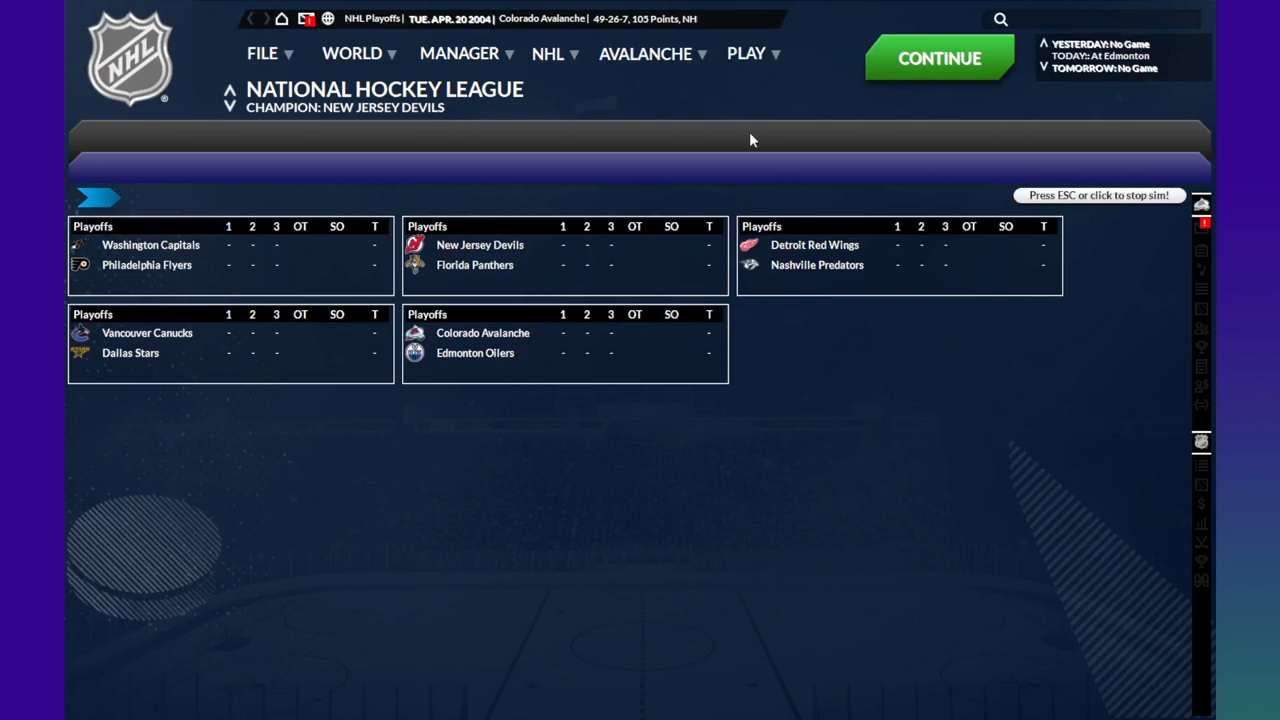 NHL Playoffs | TUE. APR. 20 2004 | Colorado Avalanche | 49-26-7, 105 Points, NH
FILE WORLD MANAGER NHL AVALANCHE PLAY
CONTINUE
YESTERDAY: No Game
TODAY:: At Edmonton
TOMORROW: No Game
NHL
NATIONAL HOCKEY LEAGUE
CHAMPION: NEW JERSEY DEVILS
Press ESC or click to stop sim!
Playoffs 1 2 3 OT SO T
Washington Capitals - - - -
Philadelphia Flyers - - - -
Playoffs 1 2 3 OT SO T
New Jersey Devils - - - -
Florida Panthers - - - -
Playoffs 1 2 3 OT SO T
Detroit Red Wings - - - -
Nashville Predators - - - -
Playoffs 1 2 3 OT SO T
Vancouver Canucks - - - -
Dallas Stars - - - -
Playoffs 1 2 3 OT SO T
Colorado Avalanche - - - -
Edmonton Oilers - - - -